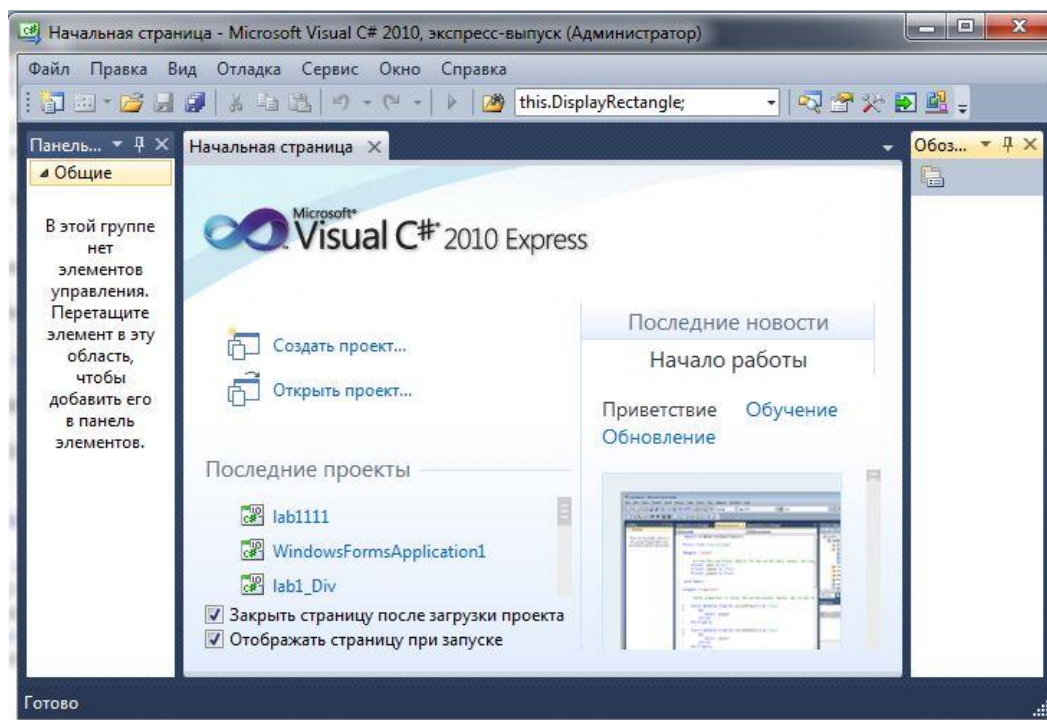 Начальная страница - Microsoft Visual C# 2010, экспресс-выпуск (Администратор)
Файл Правка Вид Отладка Сервис Окно Справка
this.DisplayRectangle;
Панель...
Общие
В этой группе
нет
элементов
управления.
Перетащите
элемент в эту
область,
чтобы
добавить его
в панель
элементов.
Начальная страница
Microsoft®
Visual C#® 2010 Express
Создать проект...
Открыть проект...
Последние проекты
lab1111
WindowsFormsApplication1
lab1_Div
Закрыть страницу после загрузки проекта
Отображать страницу при запуске
Последние новости
Начало работы
Приветствие Обучение
Обновление
Обоз...
Готово